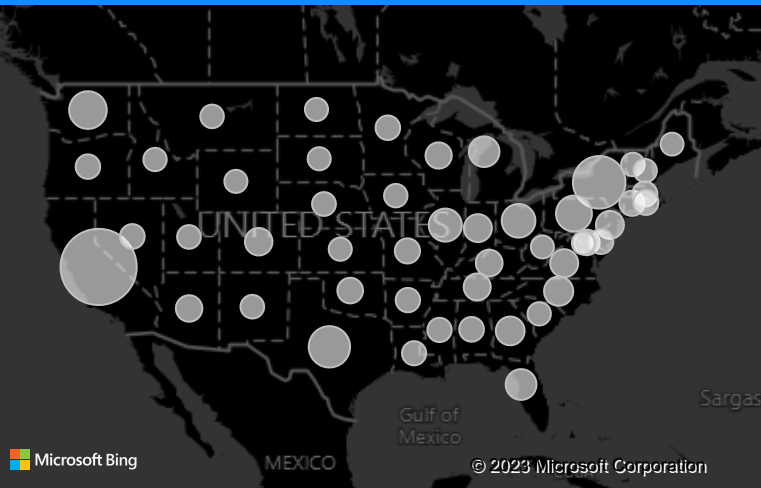 UNITED STATES
Sargas
Gulf of
Mexico
MEXICO
Microsoft Bing
© 2023 Microsoft Corporation